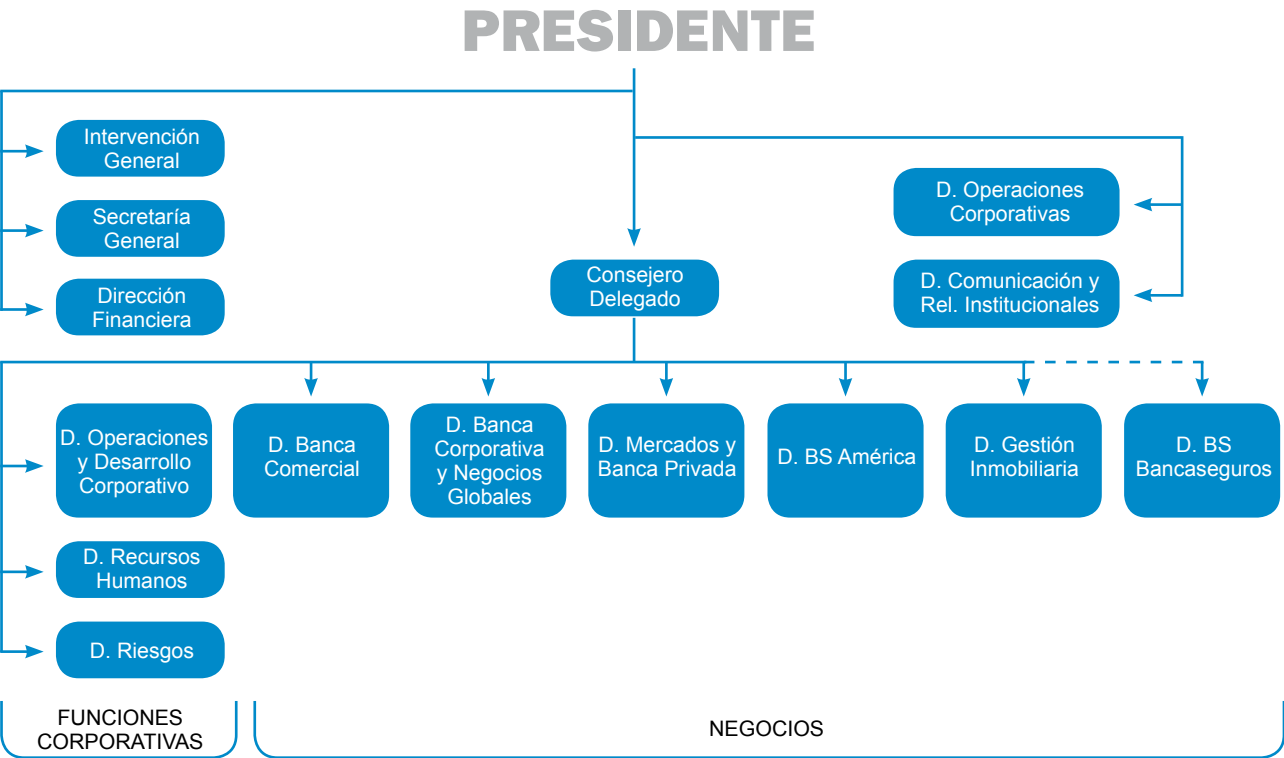 PRESIDENTE
Intervención
General
Secretaría
General
Dirección
Financiera
D. Operaciones
Corporativas
Consejero
Delegado
D. Comunicación y
Rel. Institucionales
D. Operaciones
y Desarrollo
Corporativo
D. Banca
Comercial
D. Banca
Corporativa
y Negocios
Globales
D. Mercados y
Banca Privada
D. BS América
D. Gestión
Inmobiliaria
D. BS
Bancaseguros
D. Recursos
Humanos
D. Riesgos
FUNCIONES
CORPORATIVAS
NEGOCIOS